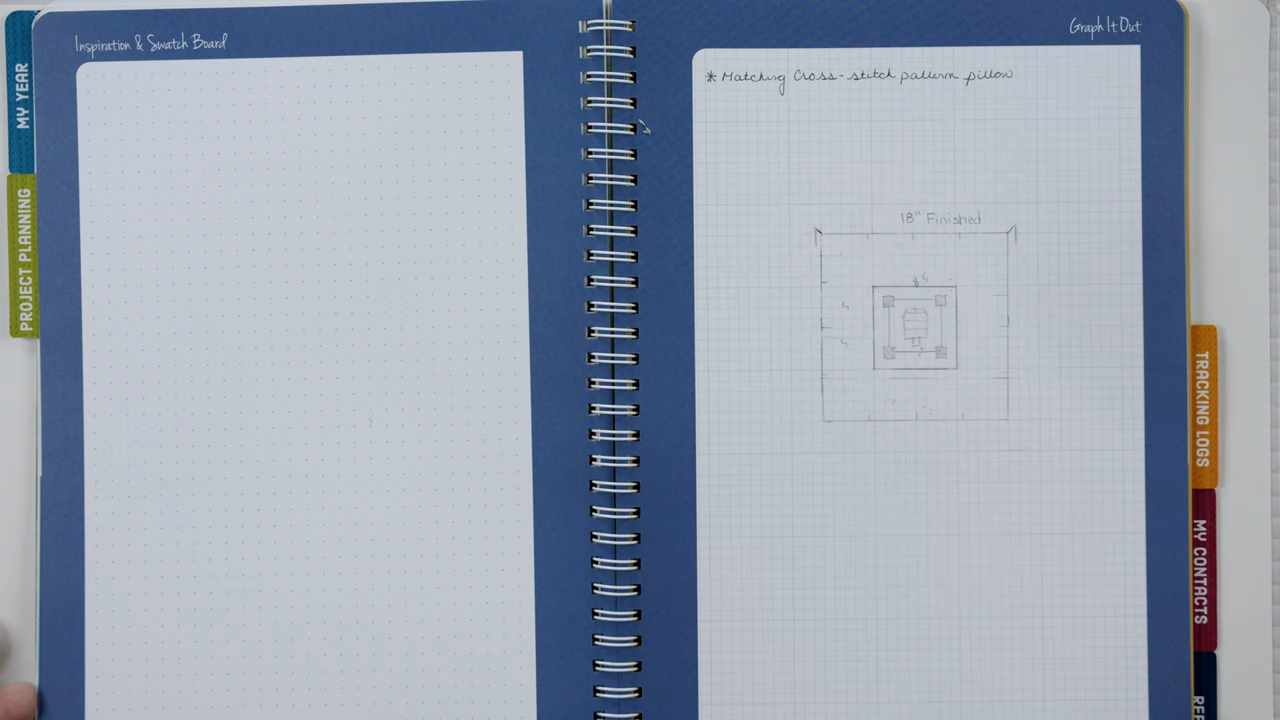 Inspiration & Swatch Board
MY YEAR
PROJECT PLANNING
Graph It Out
* Matching Cross-stitch pattern pillow
18" Finished
TRACKING LOGS
MY CONTACTS